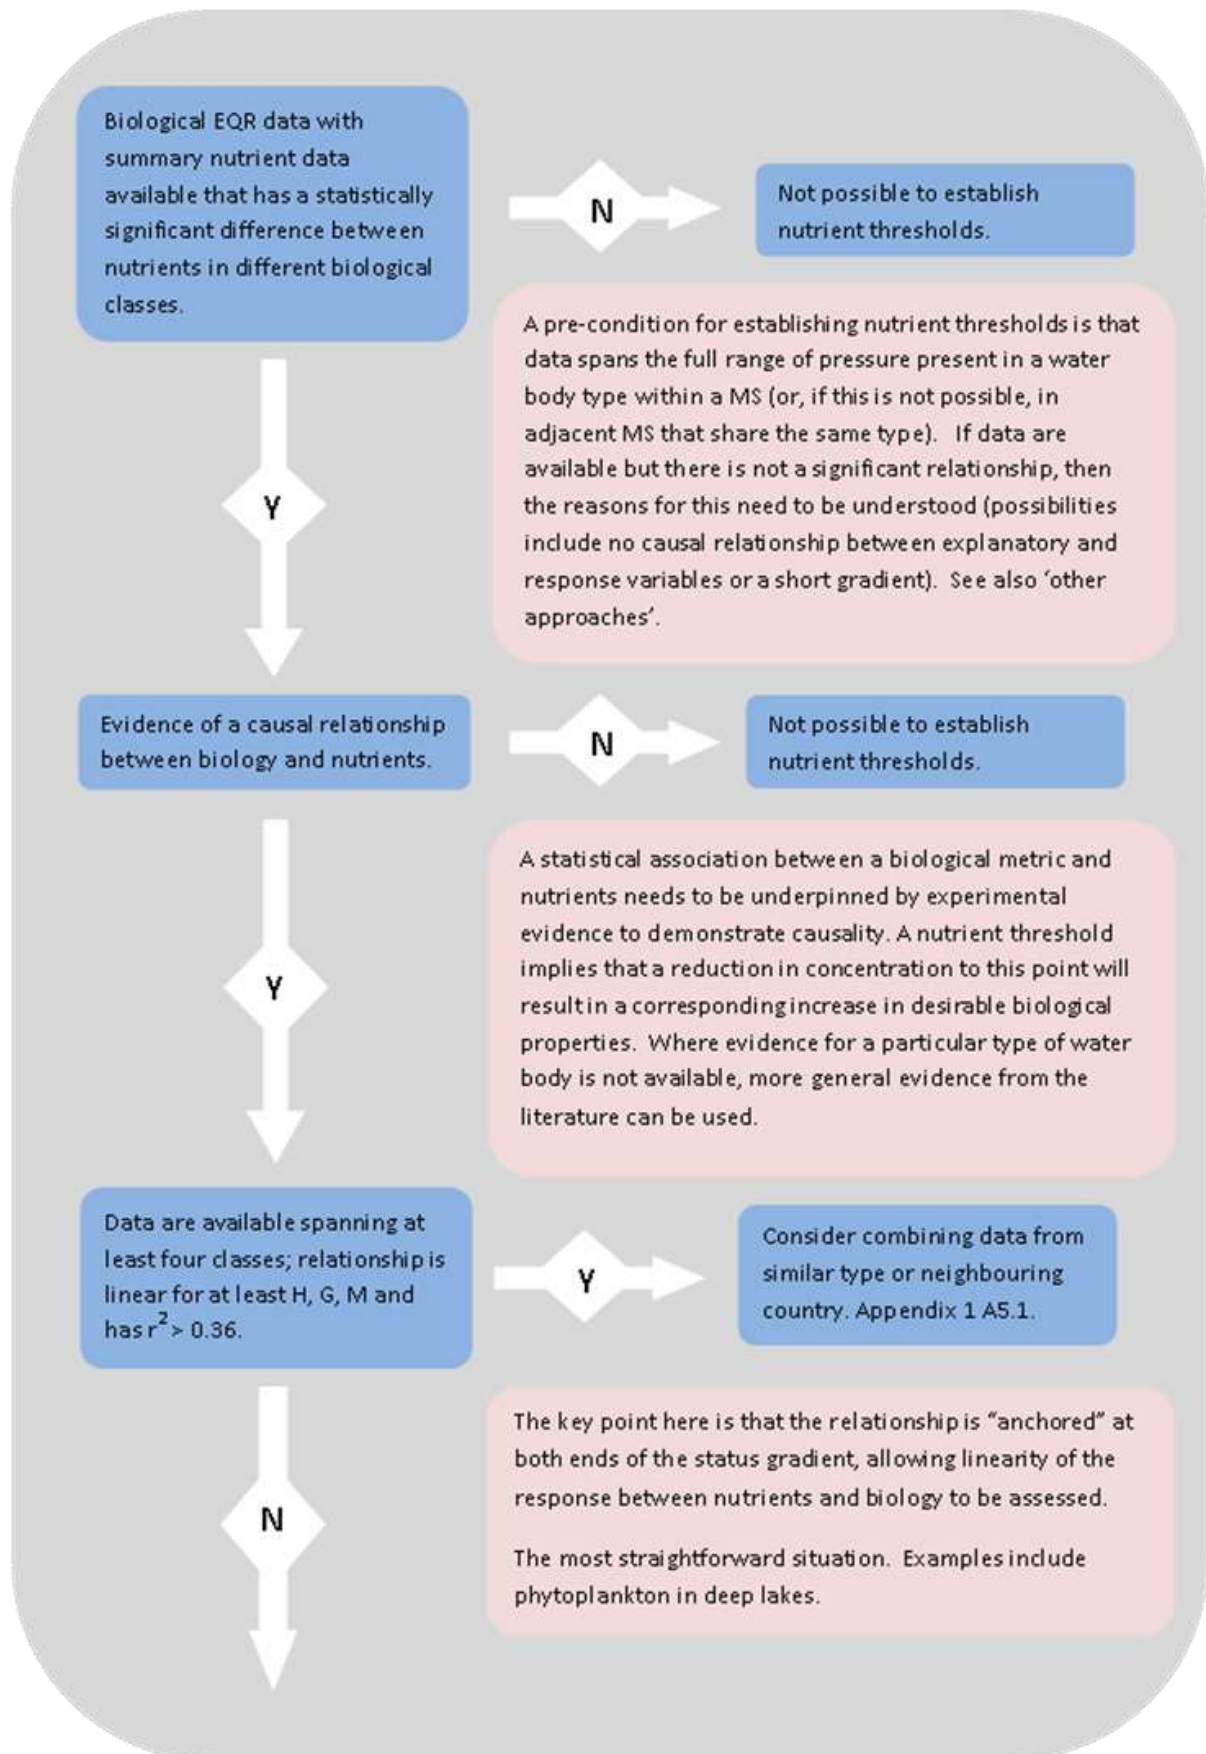 Biological EQR data with
summary nutrient data
available that has a statistically
significant difference between
nutrients in different biological
classes.
N
Not possible to establish
nutrient thresholds.
A pre-condition for establishing nutrient thresholds is that
data spans the full range of pressure present in a water
body type within a MS (or, if this is not possible, in
adjacent MS that share the same type). If data are
available but there is not a significant relationship, then
the reasons for this need to be understood (possibilities
include no causal relationship between explanatory and
response variables or a short gradient). See also ‘other
approaches’.
Y
Evidence of a causal relationship
between biology and nutrients.
N
Not possible to establish
nutrient thresholds.
A statistical association between a biological metric and
nutrients needs to be underpinned by experimental
evidence to demonstrate causality. A nutrient threshold
implies that a reduction in concentration to this point will
result in a corresponding increase in desirable biological
properties. Where evidence for a particular type of water
body is not available, more general evidence from the
literature can be used.
Y
Data are available spanning at
least four classes; relationship is
linear for at least H, G, M and
has r² > 0.36.
Y
Consider combining data from
similar type or neighbouring
country. Appendix 1 A5.1.
The key point here is that the relationship is “anchored” at
both ends of the status gradient, allowing linearity of the
response between nutrients and biology to be assessed.
The most straightforward situation. Examples include
phytoplankton in deep lakes.
N